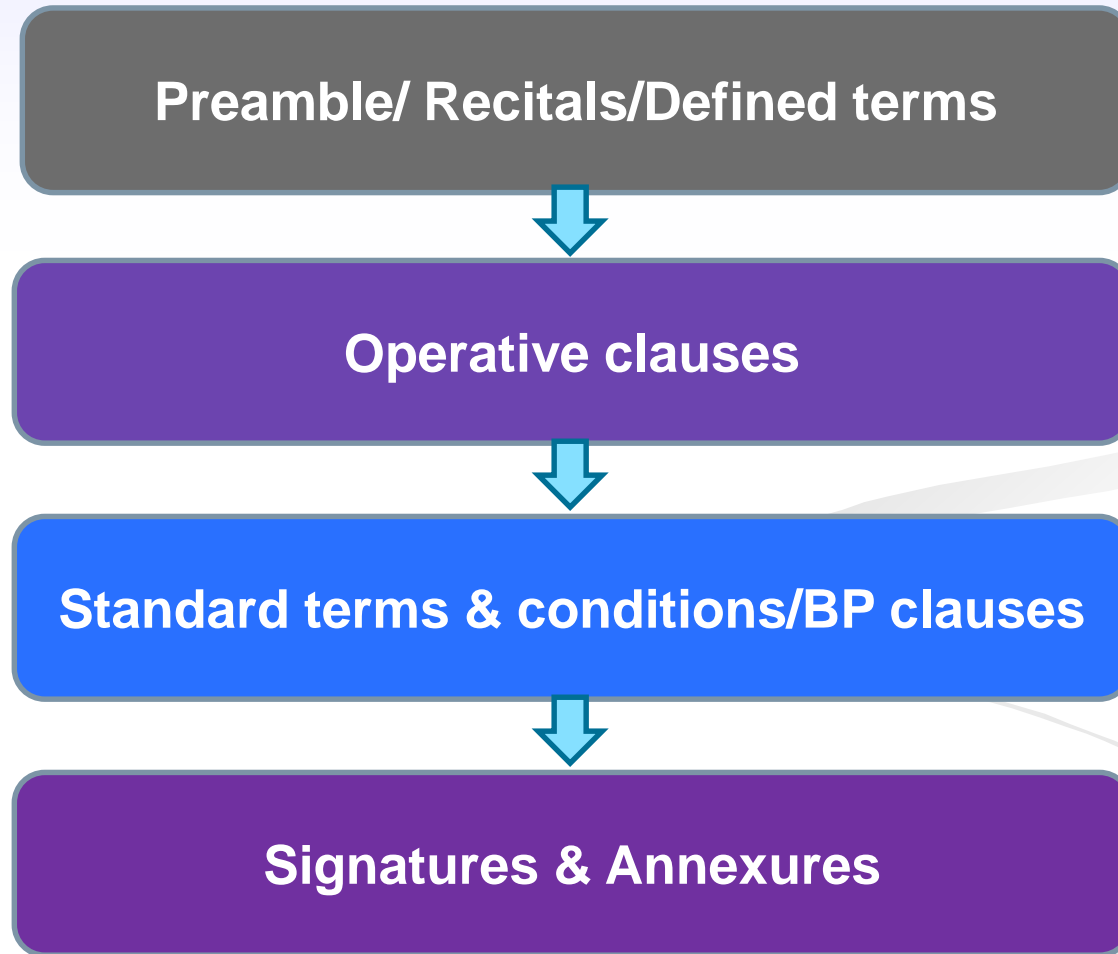 Preamble/ Recitals/Defined terms
Operative clauses
Standard terms & conditions/BP clauses
Signatures & Annexures